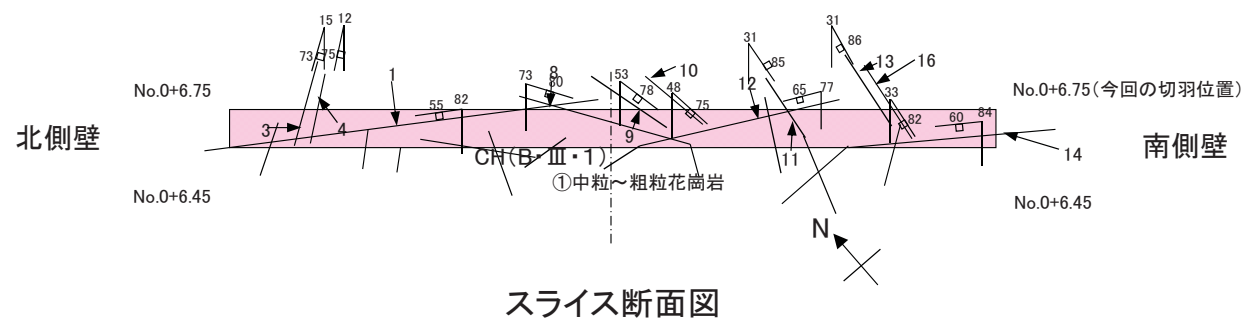 15 12
31 31
73 75 1 73 8 80 53 78 10 48 75 12 85 65 77 86 13 16 33 82
No.0+6.75 No.0+6.75(今回の切羽位置)
55 82 60 84
北側壁 3 4 9 11 14 南側壁
CH(B・Ⅲ・1)
①中粒～粗粒花崗岩
No.0+6.45 No.0+6.45
N
スライス断面図